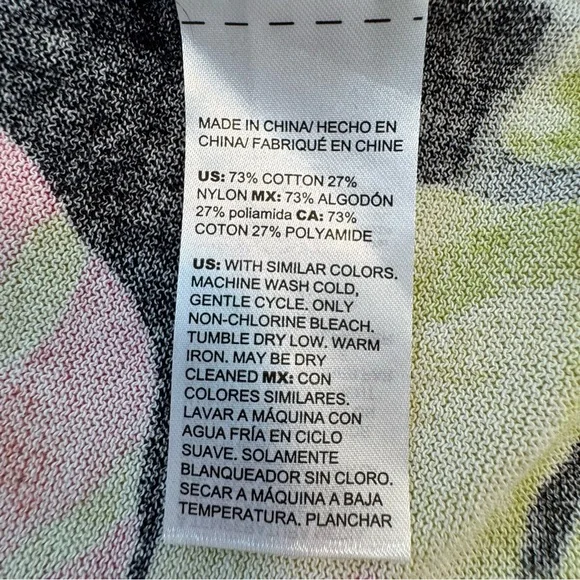 MADE IN CHINA/ HECHO EN
CHINA/ FABRIQUÉ EN CHINE
US: 73% COTTON 27%
NYLON MX: 73% ALGODÓN
27% poliamida CA: 73%
COTON 27% POLYAMIDE
US: WITH SIMILAR COLORS.
MACHINE WASH COLD,
GENTLE CYCLE. ONLY
NON-CHLORINE BLEACH.
TUMBLE DRY LOW. WARM
IRON. MAY BE DRY
CLEANED MX: CON
COLORES SIMILARES.
LAVAR A MÁQUINA CON
AGUA FRÍA EN CICLO
SUAVE. SOLAMENTE
BLANQUEADOR SIN CLORO.
SECAR A MÁQUINA A BAJA
TEMPERATURA. PLANCHAR